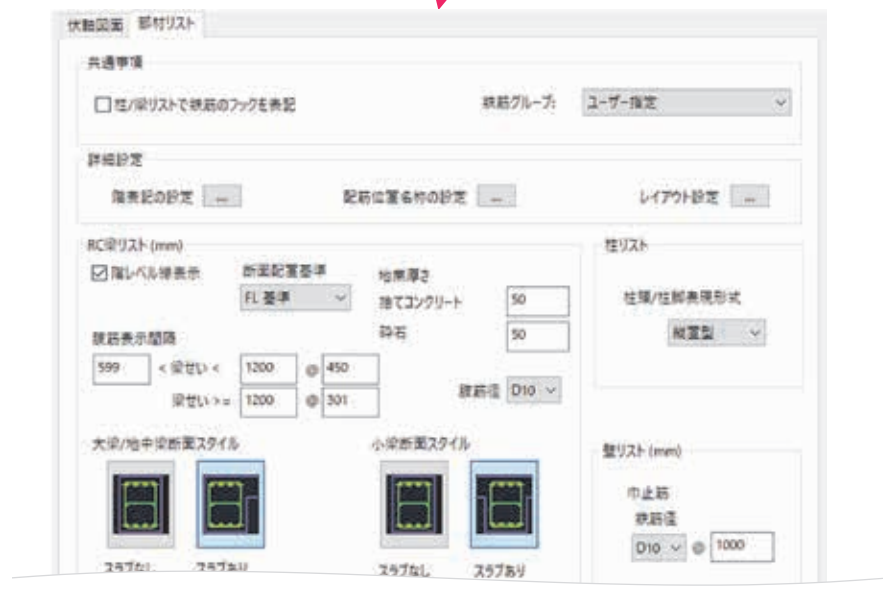 伏軸図面 部材リスト
共通事項
柱/梁リストで鉄筋のフックを表記 鉄筋グループ: ユーザー指定
詳細設定
階表記の設定 ... 配筋位置名称の設定 ... レイアウト設定 ...
RC梁リスト (mm)
階レベル線表示
断面配置基準
FL 基準
地業厚さ
捨てコンクリート 50
砕石 50
腹筋表示間隔
599 < 梁せい < 1200 @ 450
梁せい >= 1200 @ 301
腹筋径 D10
大梁/地中梁断面スタイル
スラブなし スラブあり
小梁断面スタイル
スラブなし スラブあり
柱リスト
柱頭/柱脚表現形式
縦置型
壁リスト (mm)
巾止筋
鉄筋径
D10 @ 1000